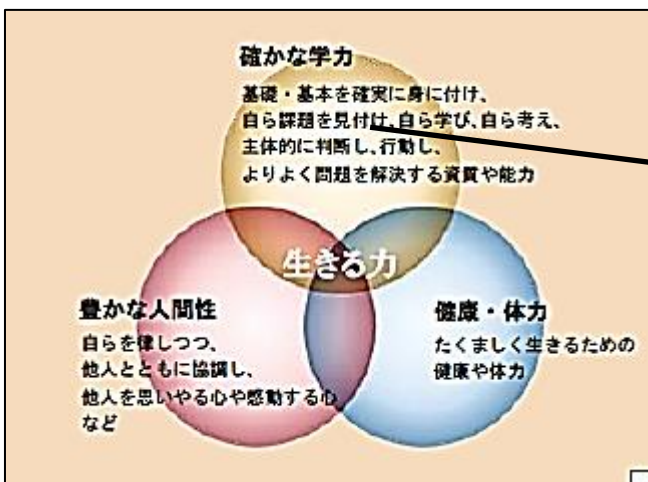 確かな学力
基礎・基本を確実に身に付け、
自ら課題を見付け、自ら学び、自ら考え、
主体的に判断し、行動し、
よりよく問題を解決する資質や能力
生きる力
豊かな人間性
自らを律しつつ、
他人とともに協調し、
他人を思いやる心や感動する心
など
健康・体力
たくましく生きるための
健康や体力